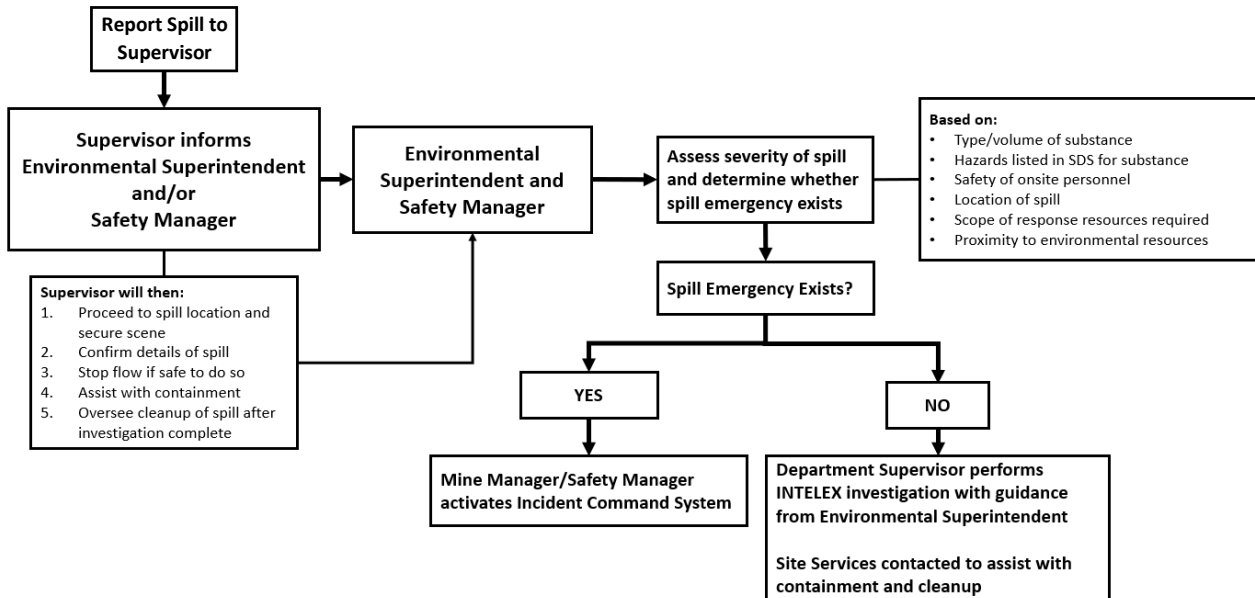 Report Spill to
Supervisor
Supervisor informs
Environmental Superintendent
and/or
Safety Manager
Environmental
Superintendent and
Safety Manager
Assess severity of spill
and determine whether
spill emergency exists
Based on:
• Type/volume of substance
• Hazards listed in SDS for substance
• Safety of onsite personnel
• Location of spill
• Scope of response resources required
• Proximity to environmental resources
Supervisor will then:
1. Proceed to spill location and
secure scene
2. Confirm details of spill
3. Stop flow if safe to do so
4. Assist with containment
5. Oversee cleanup of spill after
investigation complete
Spill Emergency Exists?
YES
NO
Mine Manager/Safety Manager
activates Incident Command System
Department Supervisor performs
INTELEX investigation with guidance
from Environmental Superintendent
Site Services contacted to assist with
containment and cleanup